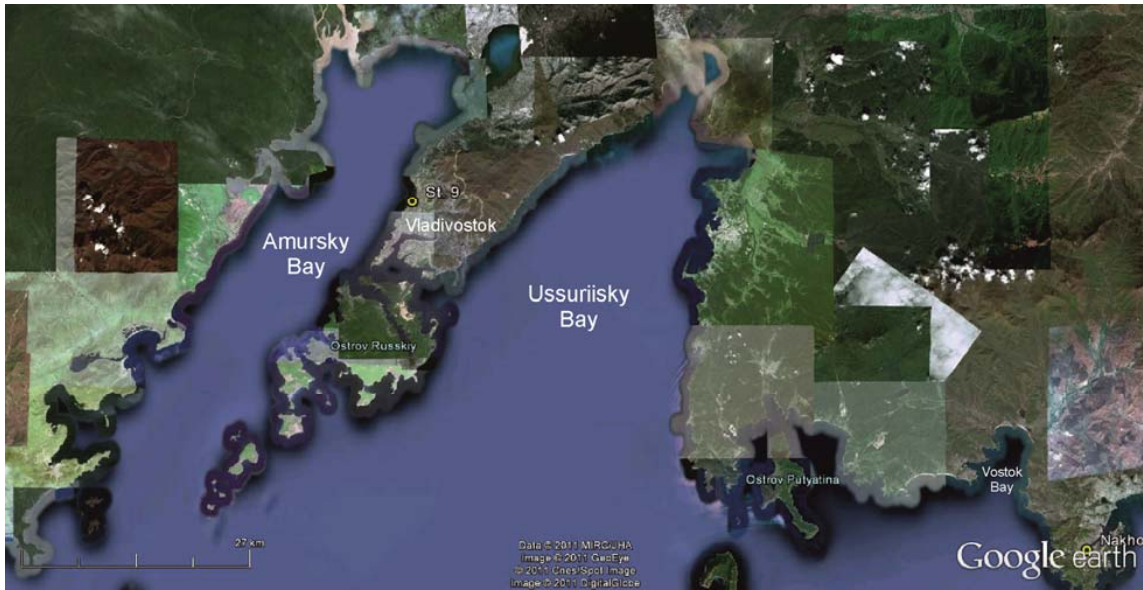 St. 9
Vladivostok
Amursky
Bay
Ussuriisky
Bay
Ostrov Russkiy
Vostok
Bay
Ostrov Putyatina
Nakho
27 km
Data © 2011 MIRC/JHA
Image © 2011 GeoEye
© 2011 Cnes/Spot Image
Image © 2011 DigitalGlobe
Google earth